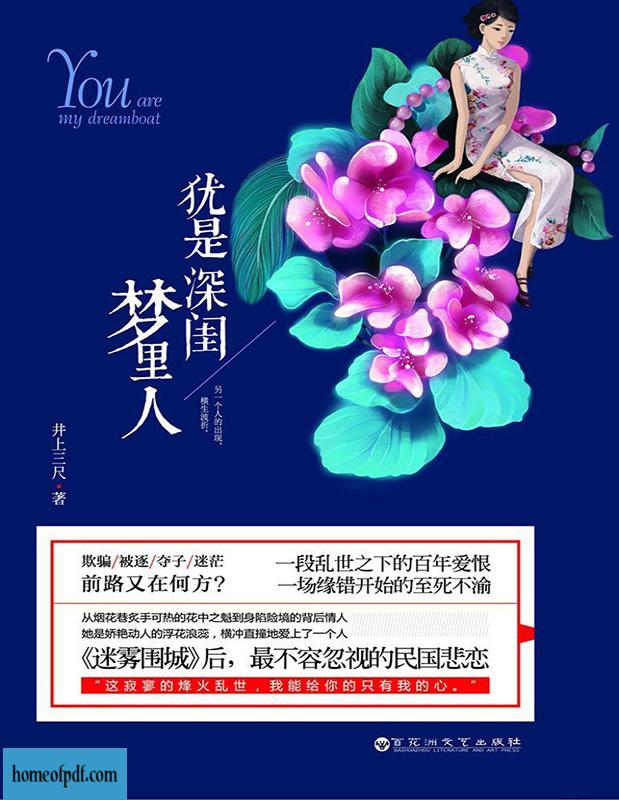 You are
my dreamboat
犹是深闺
梦里人
另一个人的出现，
横生波折。
井上三尺·著
欺骗/被逐/夺子/迷茫
前路又在何方？
一段乱世之下的百年爱恨
一场缘错开始的至死不渝
从烟花巷炙手可热的花中之魁到身陷险境的背后情人
她是娇艳动人的浮花浪蕊，横冲直撞地爱上了一个人
《迷雾围城》后，最不容忽视的民国悲恋
“这寂寥的烽火乱世，我能给你的只有我的心。”
百花洲文艺出版社
BAIHUAZHOU LITERATURE AND ART PRESS
homeofpdf.com